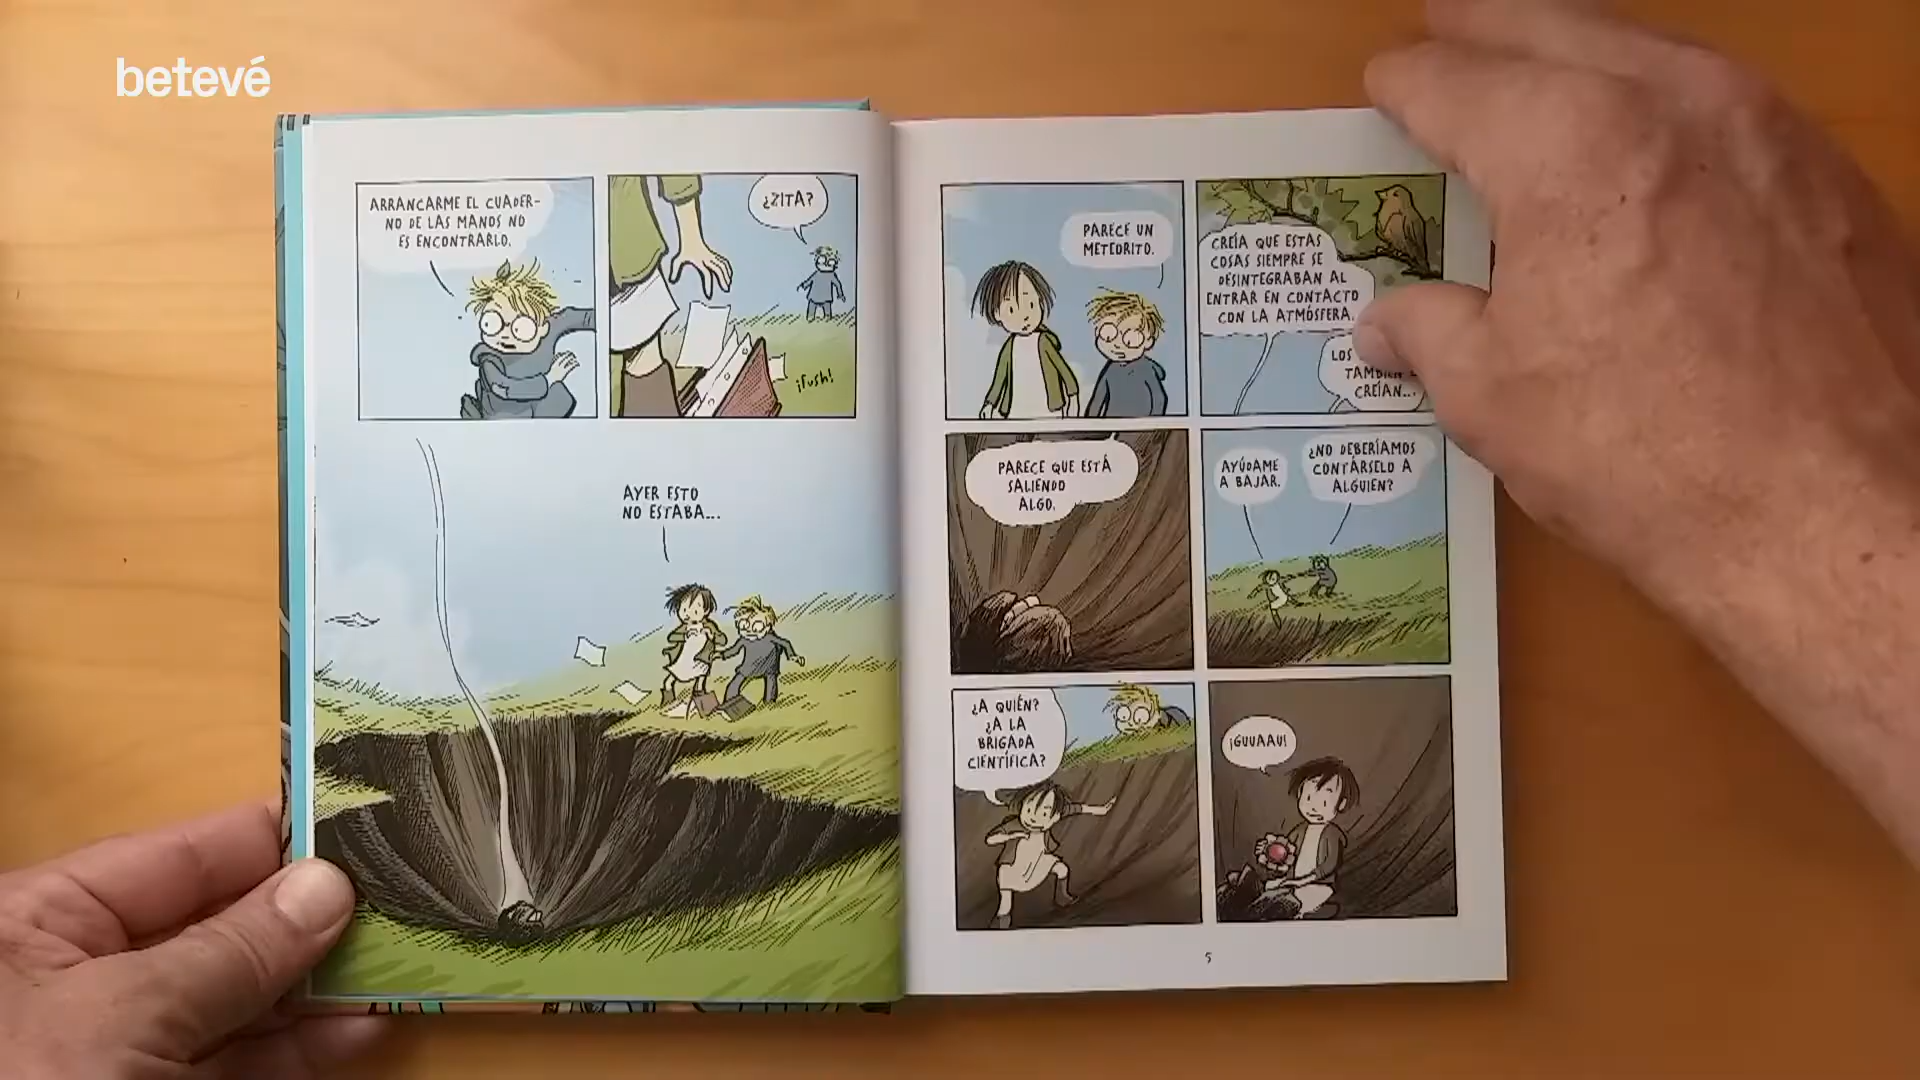 betevé
ARRANCARME EL CUADER-
NO DE LAS MANOS NO
ES ENCONTRARLO.
¿ZITA?
¡fush!
AYER ESTO
NO ESTABA...
PARECE UN
METEORITO.
CREÍA QUE ESTAS
COSAS SIEMPRE SE
DESINTEGRABAN AL
ENTRAR EN CONTACTO
CON LA ATMÓSFERA.
LOS
TAMBIÉN
CREÍAN...
PARECE QUE ESTÁ
SALIENDO
ALGO.
AYÚDAME
A BAJAR.
¿NO DEBERÍAMOS
CONTÁRSELO A
ALGUIEN?
¿A QUIÉN?
¿A LA
BRIGADA
CIENTÍFICA?
¡GUUAAU!
5